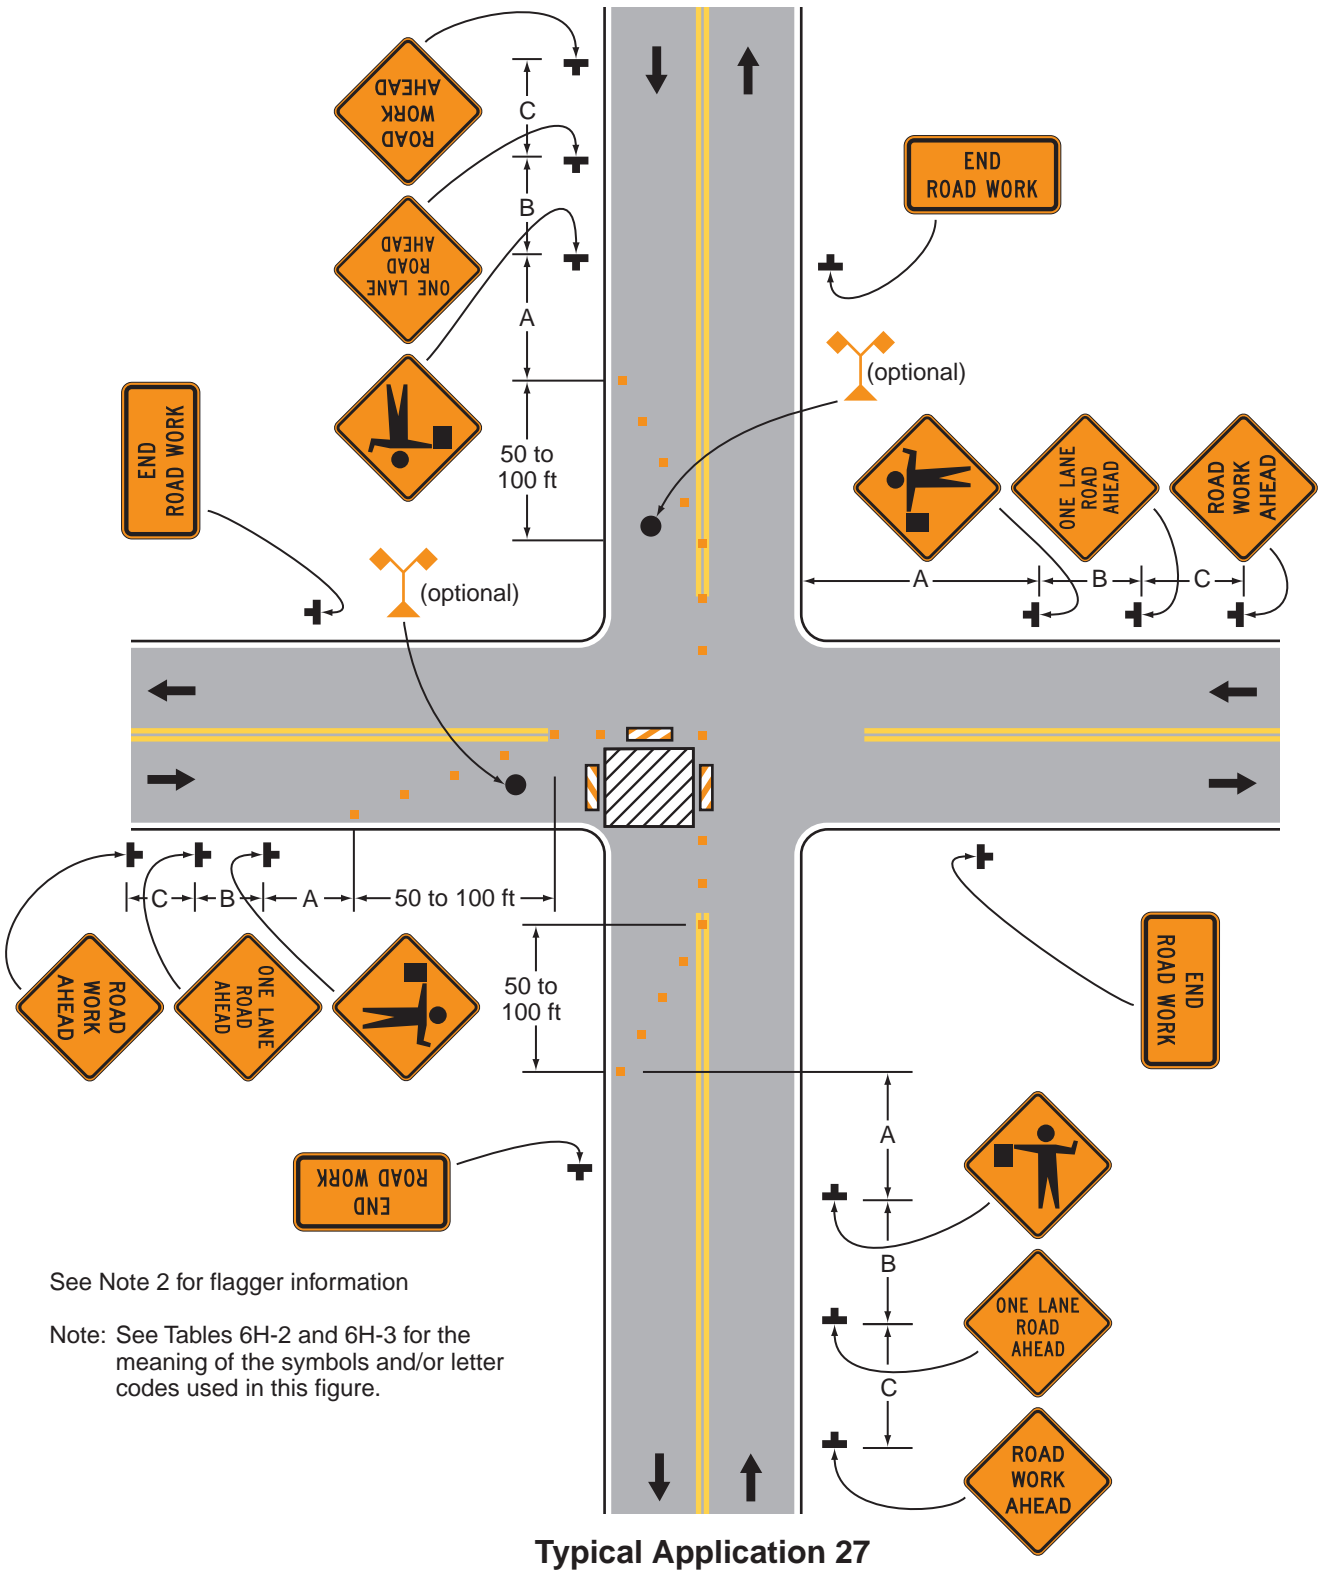 ROAD
WORK
AHEAD
C
END
ROAD WORK
B
ONE LANE
ROAD
AHEAD
A
(optional)
END
ROAD WORK
50 to
100 ft
ONE LANE
ROAD
AHEAD
ROAD
WORK
AHEAD
A
B
C
(optional)
C
B
A
50 to 100 ft
ROAD
WORK
AHEAD
ONE LANE
ROAD
AHEAD
50 to
100 ft
END
ROAD WORK
A
END
ROAD WORK
B
ONE LANE
ROAD
AHEAD
C
ROAD
WORK
AHEAD
See Note 2 for flagger information
Note: See Tables 6H-2 and 6H-3 for the
meaning of the symbols and/or letter
codes used in this figure.
Typical Application 27